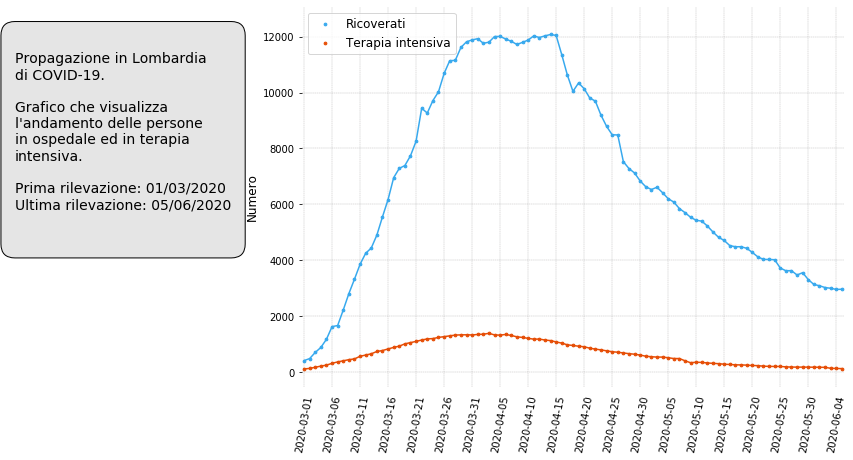 Propagazione in Lombardia
di COVID-19.
Grafico che visualizza
l'andamento delle persone
in ospedale ed in terapia
intensiva.
Prima rilevazione: 01/03/2020
Ultima rilevazione: 05/06/2020
Ricoverati
Terapia intensiva
Numero
12000
10000
8000
6000
4000
2000
0
2020-03-01
2020-03-06
2020-03-11
2020-03-16
2020-03-21
2020-03-26
2020-03-31
2020-04-05
2020-04-10
2020-04-15
2020-04-20
2020-04-25
2020-04-30
2020-05-05
2020-05-10
2020-05-15
2020-05-20
2020-05-25
2020-05-30
2020-06-04